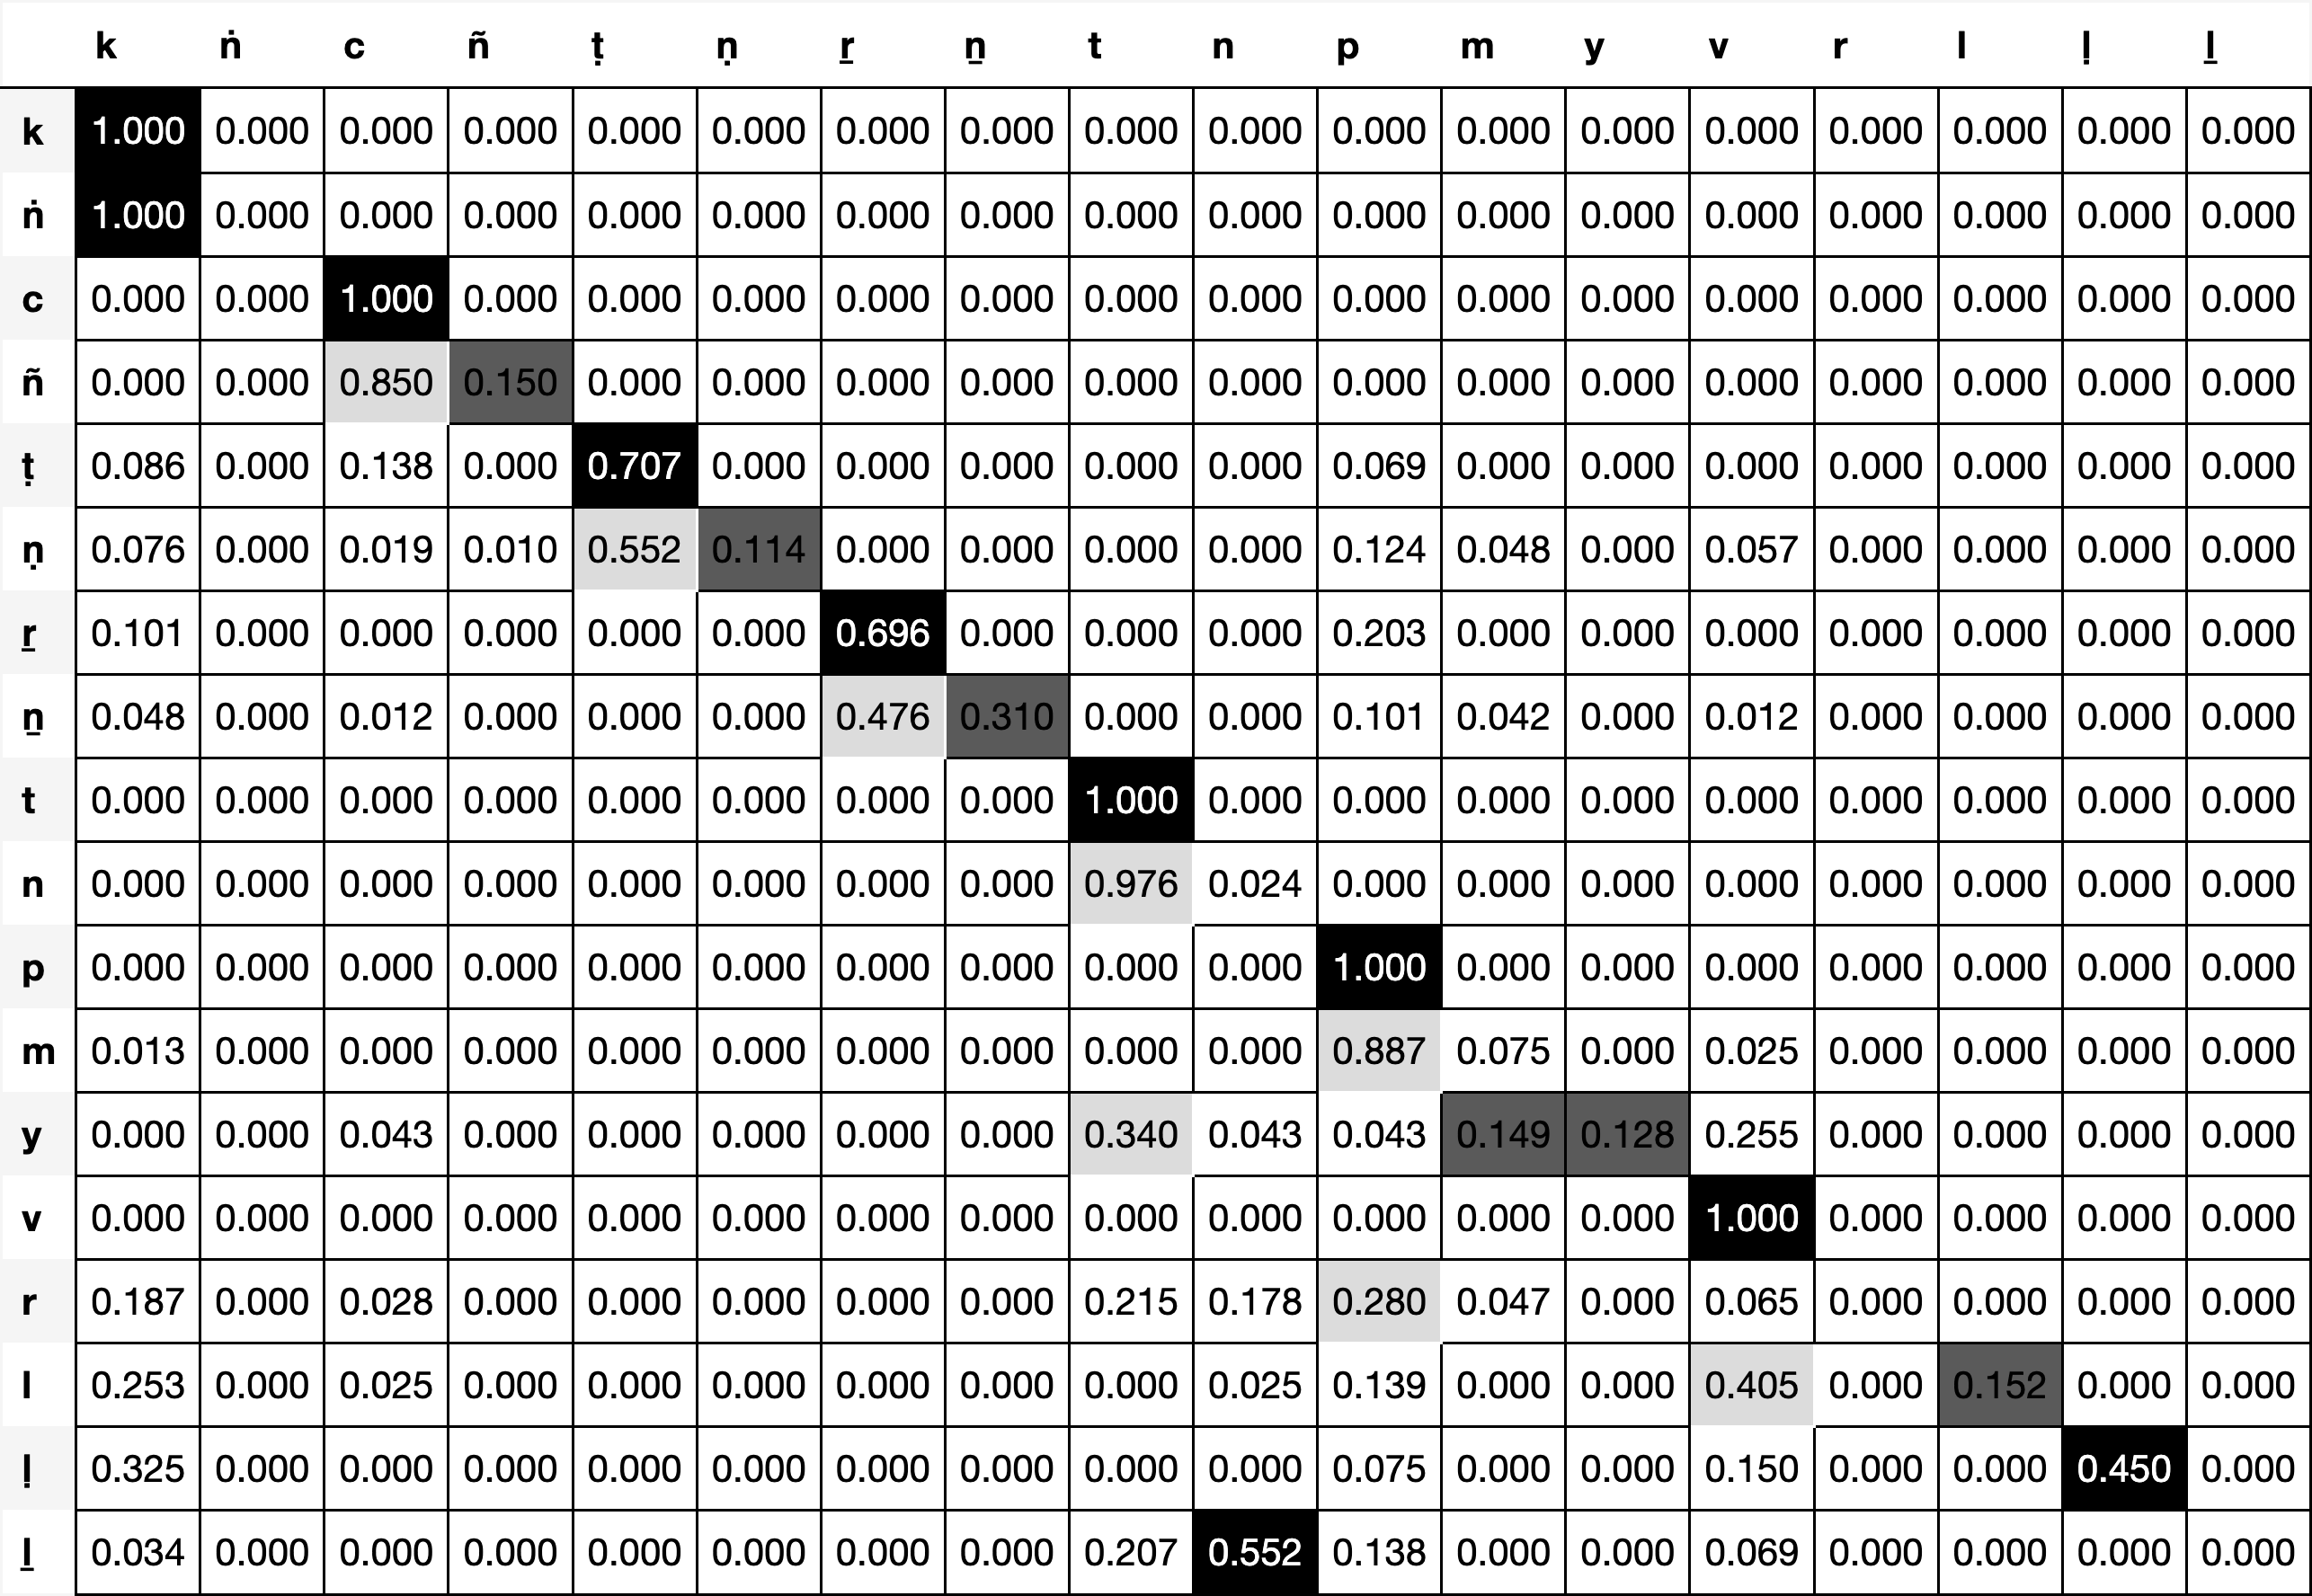 k ṅ c ñ ṭ ṇ ṟ ṉ t n p m y v r l ḷ ḻ
k 1.000 0.000 0.000 0.000 0.000 0.000 0.000 0.000 0.000 0.000 0.000 0.000 0.000 0.000 0.000 0.000 0.000 0.000
ṅ 1.000 0.000 0.000 0.000 0.000 0.000 0.000 0.000 0.000 0.000 0.000 0.000 0.000 0.000 0.000 0.000 0.000 0.000
c 0.000 0.000 1.000 0.000 0.000 0.000 0.000 0.000 0.000 0.000 0.000 0.000 0.000 0.000 0.000 0.000 0.000 0.000
ñ 0.000 0.000 0.850 0.150 0.000 0.000 0.000 0.000 0.000 0.000 0.000 0.000 0.000 0.000 0.000 0.000 0.000 0.000
ṭ 0.086 0.000 0.138 0.000 0.707 0.000 0.000 0.000 0.000 0.000 0.069 0.000 0.000 0.000 0.000 0.000 0.000 0.000
ṇ 0.076 0.000 0.019 0.010 0.552 0.114 0.000 0.000 0.000 0.000 0.124 0.048 0.000 0.057 0.000 0.000 0.000 0.000
ṟ 0.101 0.000 0.000 0.000 0.000 0.000 0.696 0.000 0.000 0.000 0.203 0.000 0.000 0.000 0.000 0.000 0.000 0.000
ṉ 0.048 0.000 0.012 0.000 0.000 0.000 0.476 0.310 0.000 0.000 0.101 0.042 0.000 0.012 0.000 0.000 0.000 0.000
t 0.000 0.000 0.000 0.000 0.000 0.000 0.000 0.000 1.000 0.000 0.000 0.000 0.000 0.000 0.000 0.000 0.000 0.000
n 0.000 0.000 0.000 0.000 0.000 0.000 0.000 0.000 0.976 0.024 0.000 0.000 0.000 0.000 0.000 0.000 0.000 0.000
p 0.000 0.000 0.000 0.000 0.000 0.000 0.000 0.000 0.000 0.000 1.000 0.000 0.000 0.000 0.000 0.000 0.000 0.000
m 0.013 0.000 0.000 0.000 0.000 0.000 0.000 0.000 0.000 0.000 0.887 0.075 0.000 0.025 0.000 0.000 0.000 0.000
y 0.000 0.000 0.043 0.000 0.000 0.000 0.000 0.000 0.340 0.043 0.043 0.149 0.128 0.255 0.000 0.000 0.000 0.000
v 0.000 0.000 0.000 0.000 0.000 0.000 0.000 0.000 0.000 0.000 0.000 0.000 0.000 1.000 0.000 0.000 0.000 0.000
r 0.187 0.000 0.028 0.000 0.000 0.000 0.000 0.000 0.215 0.178 0.280 0.047 0.000 0.065 0.000 0.000 0.000 0.000
l 0.253 0.000 0.025 0.000 0.000 0.000 0.000 0.000 0.000 0.025 0.139 0.000 0.000 0.405 0.000 0.152 0.000 0.000
ḷ 0.325 0.000 0.000 0.000 0.000 0.000 0.000 0.000 0.000 0.000 0.075 0.000 0.000 0.150 0.000 0.000 0.450 0.000
ḻ 0.034 0.000 0.000 0.000 0.000 0.000 0.000 0.000 0.207 0.552 0.138 0.000 0.000 0.069 0.000 0.000 0.000 0.000